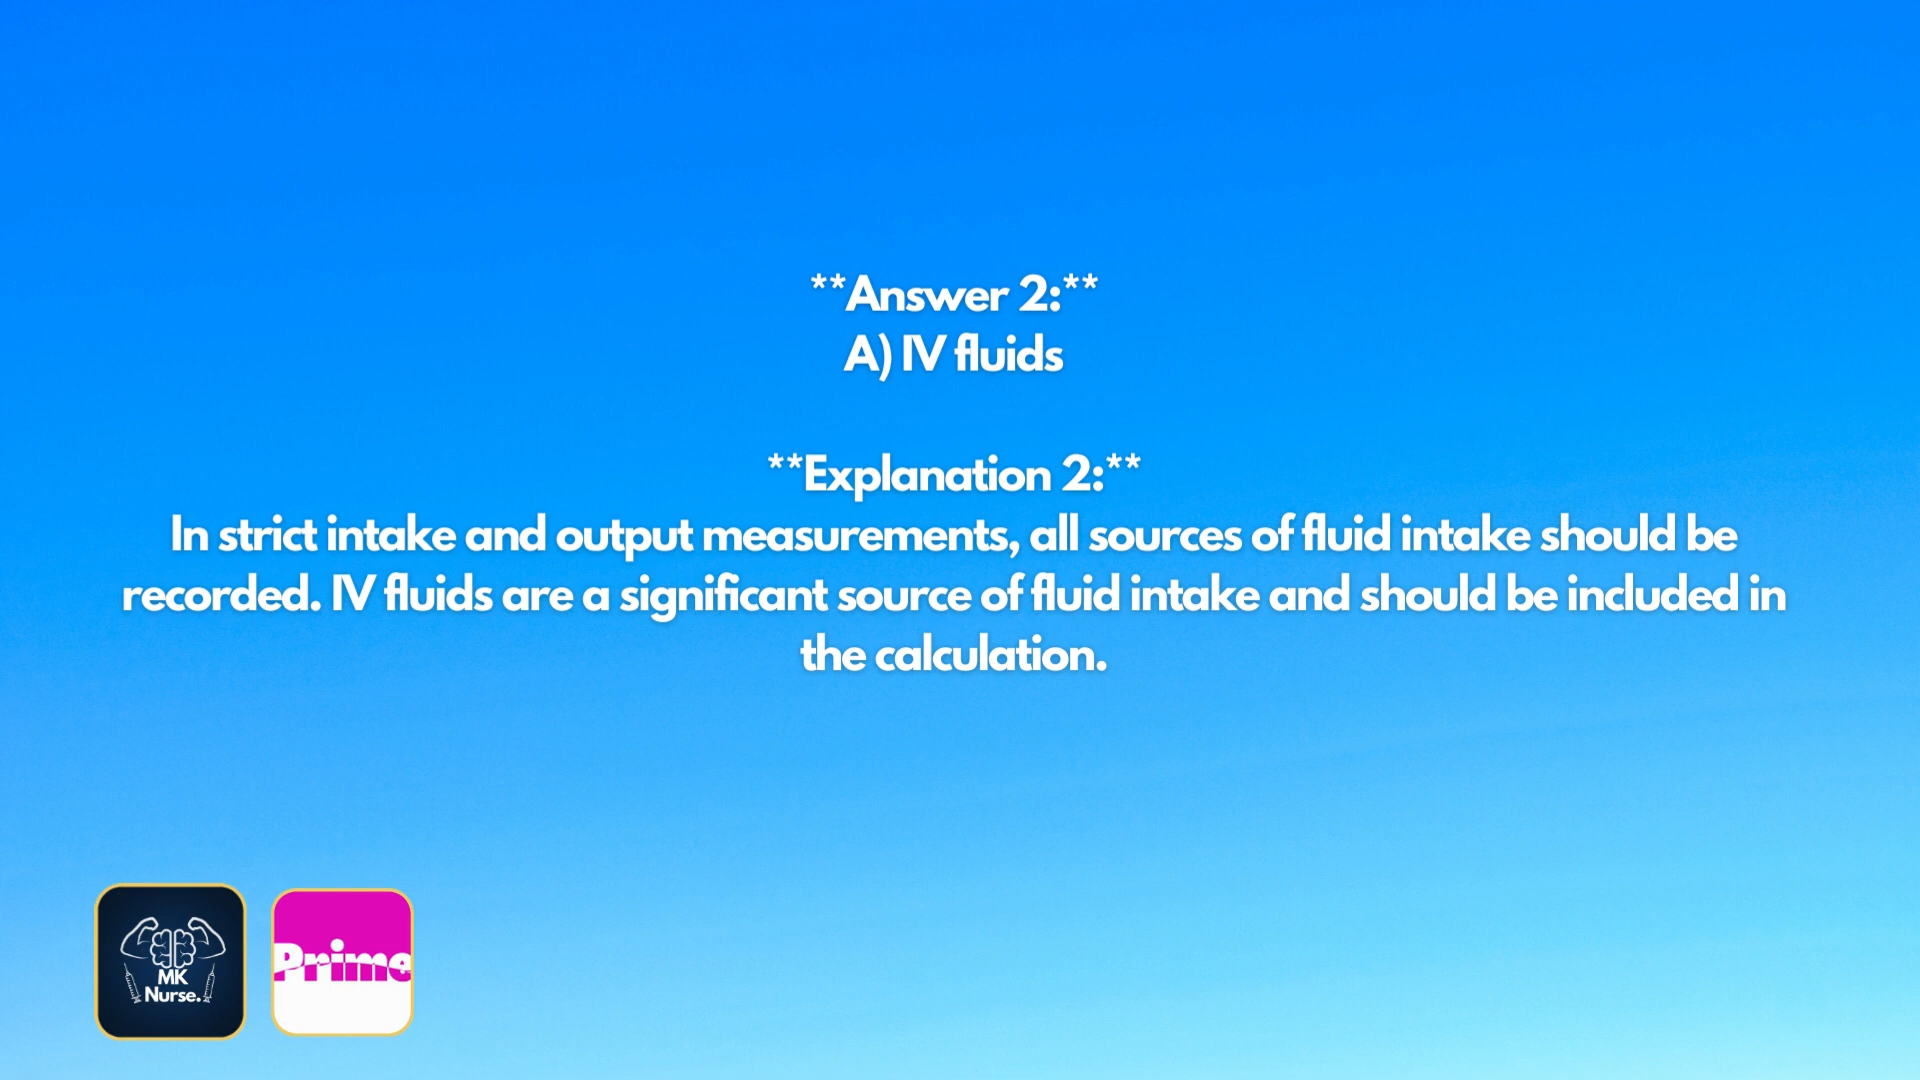 **Answer 2:**
A) IV fluids
**Explanation 2:**
In strict intake and output measurements, all sources of fluid intake should be
recorded. IV fluids are a significant source of fluid intake and should be included in
the calculation.
MK
Nurse.
Prime